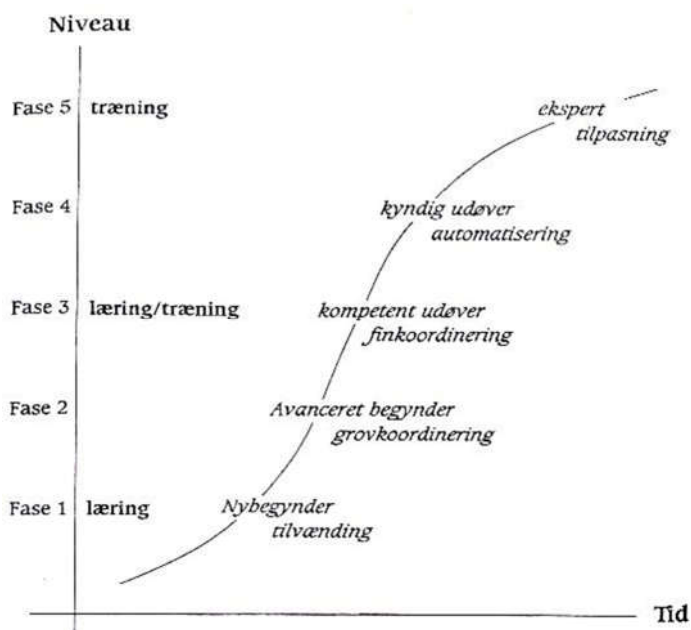 Niveau
Fase 5 træning
ekspert
tilpasning
Fase 4
kyndig udøver
automatisering
Fase 3 læring/træning
kompetent udøver
finkoordinering
Fase 2
Avanceret begynder
grovkoordinering
Fase 1 læring
Nybegynder
tilvænding
Tid